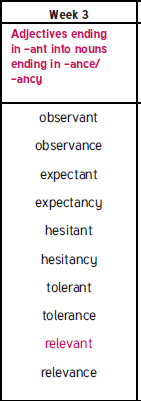 Week 3
Adjectives ending
in –ant into nouns
ending in –ance/
–ancy
observant
observance
expectant
expectancy
hesitant
hesitancy
tolerant
tolerance
relevant
relevance